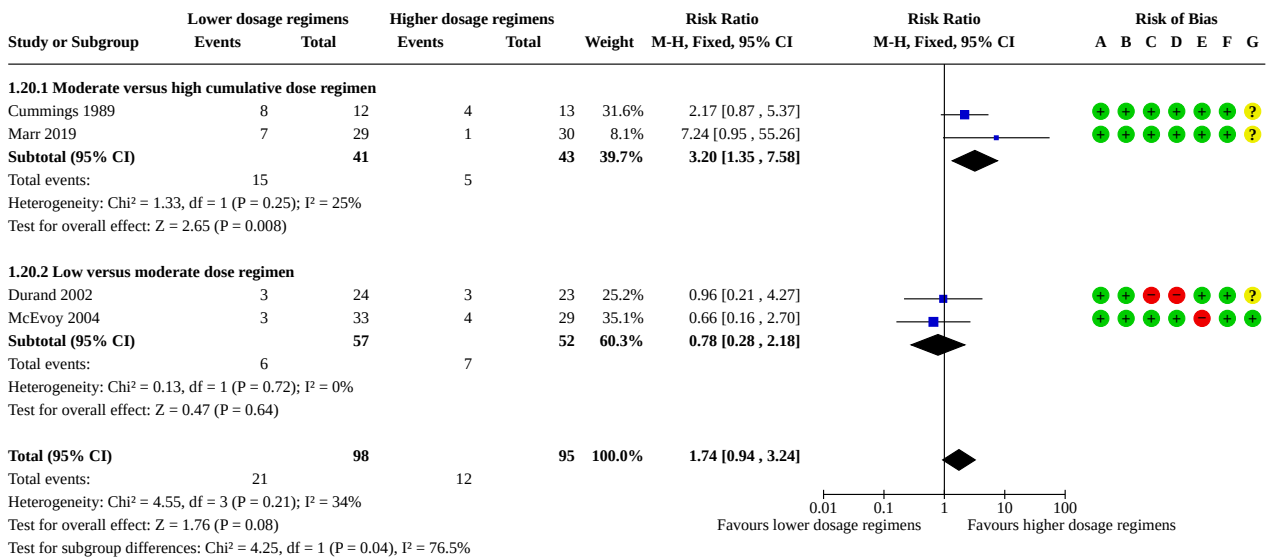 Lower dosage regimens Higher dosage regimens Risk Ratio Risk Ratio Risk of Bias
Study or Subgroup Events Total Events Total Weight M-H, Fixed, 95% CI M-H, Fixed, 95% CI A B C D E F G
1.20.1 Moderate versus high cumulative dose regimen
Cummings 1989 8 12 4 13 31.6% 2.17 [0.87 , 5.37] + + + + + + ?
Marr 2019 7 29 1 30 8.1% 7.24 [0.95 , 55.26] + + + + + + ?
Subtotal (95% CI) 41 43 39.7% 3.20 [1.35 , 7.58]
Total events: 15 5
Heterogeneity: Chi² = 1.33, df = 1 (P = 0.25); I² = 25%
Test for overall effect: Z = 2.65 (P = 0.008)
1.20.2 Low versus moderate dose regimen
Durand 2002 3 24 3 23 25.2% 0.96 [0.21 , 4.27] + + − − + + ?
McEvoy 2004 3 33 4 29 35.1% 0.66 [0.16 , 2.70] + + + + − + +
Subtotal (95% CI) 57 52 60.3% 0.78 [0.28 , 2.18]
Total events: 6 7
Heterogeneity: Chi² = 0.13, df = 1 (P = 0.72); I² = 0%
Test for overall effect: Z = 0.47 (P = 0.64)
Total (95% CI) 98 95 100.0% 1.74 [0.94 , 3.24]
Total events: 21 12
Heterogeneity: Chi² = 4.55, df = 3 (P = 0.21); I² = 34%
Test for overall effect: Z = 1.76 (P = 0.08)
Test for subgroup differences: Chi² = 4.25, df = 1 (P = 0.04), I² = 76.5%
0.01 0.1 1 10 100
Favours lower dosage regimens Favours higher dosage regimens